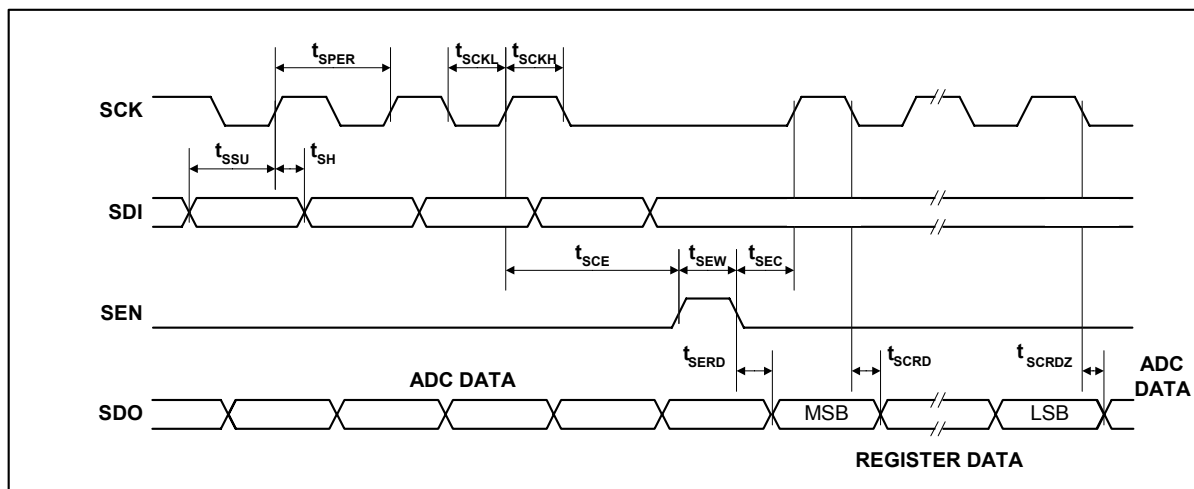 tSPER
tSCKL
tSCKH
SCK
tSSU
tSH
SDI
tSCE
tSEW
tSEC
SEN
tSERD
tSCRD
tSCRDZ
ADC DATA
ADC
DATA
SDO
MSB
LSB
REGISTER DATA